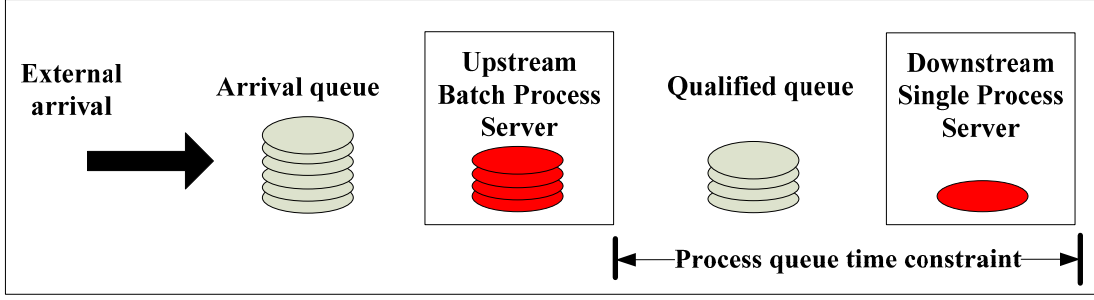 External
arrival
Arrival queue
Upstream
Batch Process
Server
Qualified queue
Downstream
Single Process
Server
Process queue time constraint